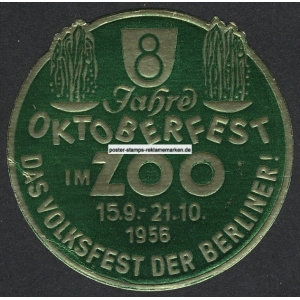 8
Jahre
OKTOBERFEST
IM ZOO
15.9.-21.10.
1956
DAS VOLKSFEST DER BERLINER!
poster-stamps-reklamemarken.de